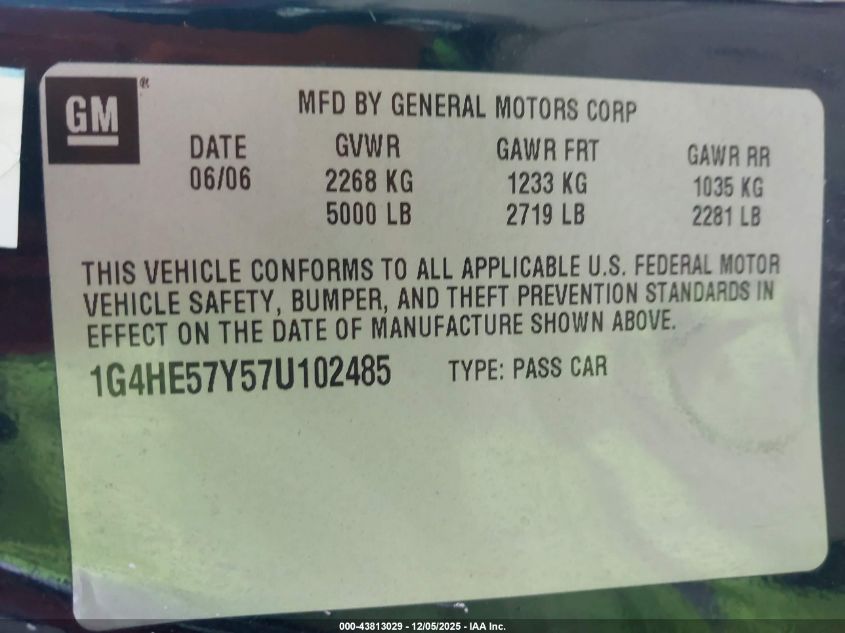 GM ®
MFD BY GENERAL MOTORS CORP
DATE GVWR GAWR FRT GAWR RR
06/06 2268 KG 1233 KG 1035 KG
5000 LB 2719 LB 2281 LB
THIS VEHICLE CONFORMS TO ALL APPLICABLE U.S. FEDERAL MOTOR
VEHICLE SAFETY, BUMPER, AND THEFT PREVENTION STANDARDS IN
EFFECT ON THE DATE OF MANUFACTURE SHOWN ABOVE.
1G4HE57Y57U102485 TYPE: PASS CAR
000-43813029 - 12/05/2025 - IAA Inc.